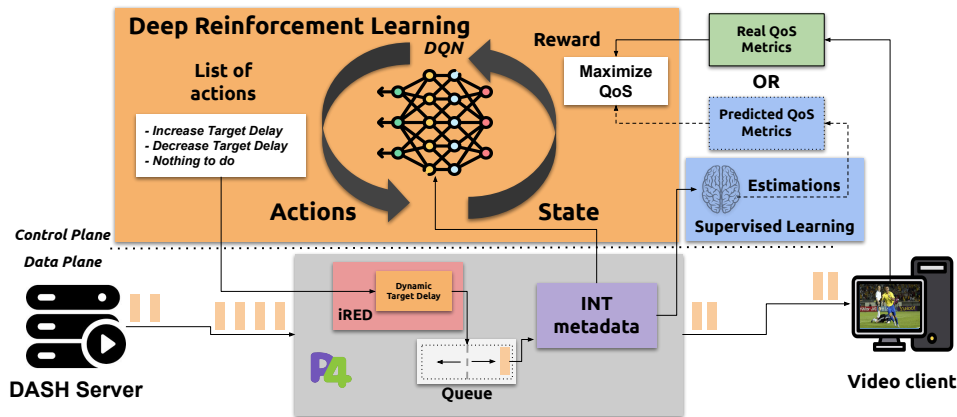 Deep Reinforcement Learning
DQN
Reward
Maximize
QoS
Real QoS
Metrics
OR
Predicted QoS
Metrics
List of
actions
- Increase Target Delay
- Decrease Target Delay
- Nothing to do
Actions
State
Estimations
Supervised Learning
Control Plane
Data Plane
Dynamic
Target Delay
iRED
INT
metadata
P4
Queue
DASH Server
Video client